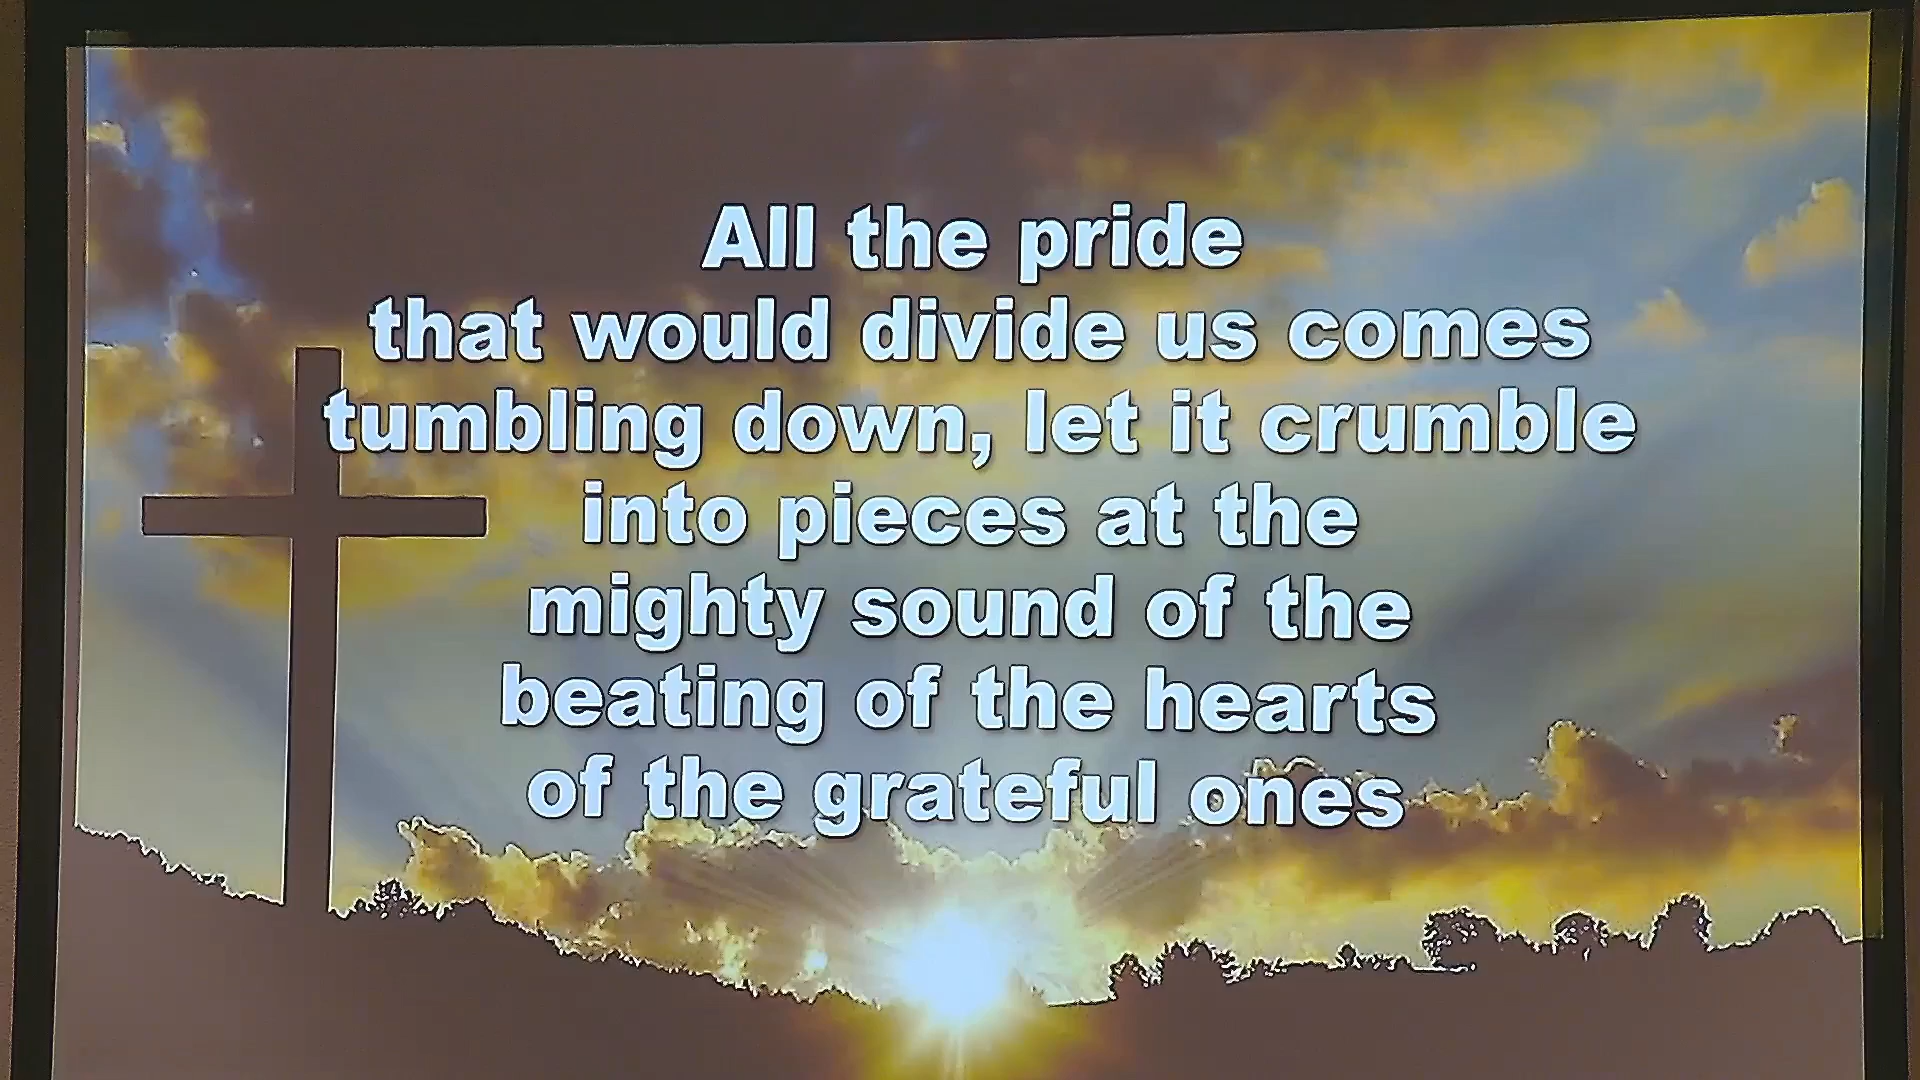 All the pride
that would divide us comes
tumbling down, let it crumble
into pieces at the
mighty sound of the
beating of the hearts
of the grateful ones